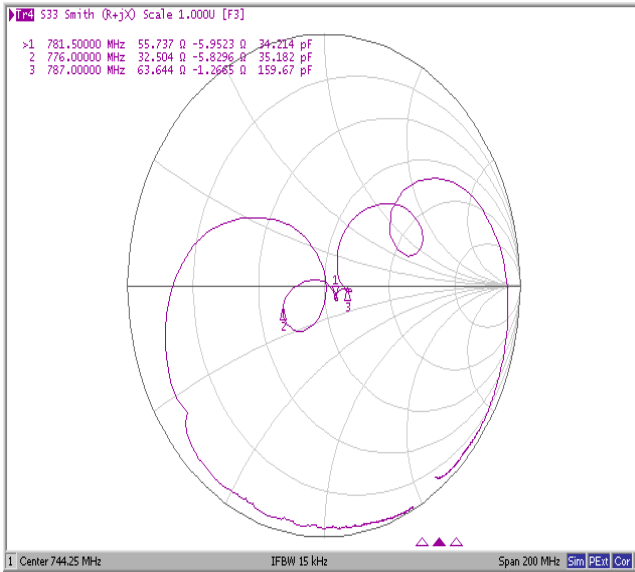 Tr4 S33 Smith (R+jX) Scale 1.000U [F3]
>1 781.50000 MHz 55.737 Ω -5.9523 Ω 34.214 pF
2 776.00000 MHz 32.504 Ω -5.8296 Ω 35.182 pF
3 787.00000 MHz 63.644 Ω -1.2665 Ω 159.67 pF
1
2
3
1 Center 744.25 MHz IFBW 15 kHz Span 200 MHz Sim PExt Cor